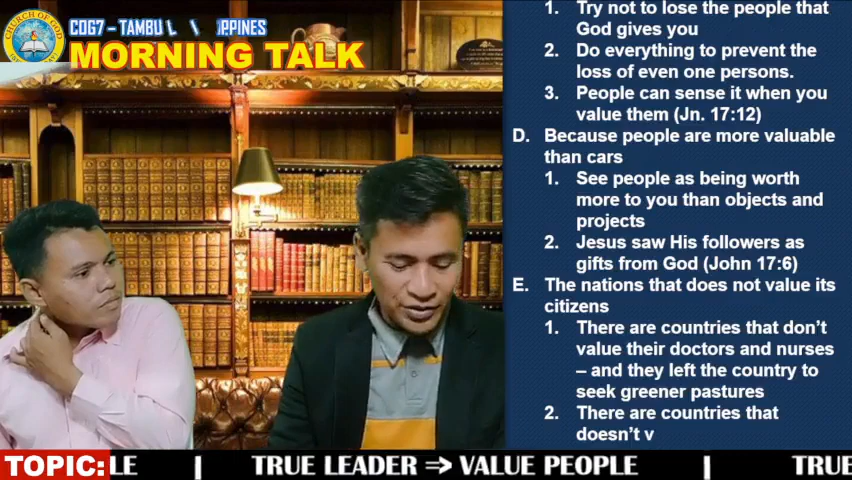 CHURCH OF GOD
COG7 - TAMBU
MORNING TALK
1. Try not to lose the people that
God gives you
2. Do everything to prevent the
loss of even one persons.
3. People can sense it when you
value them (Jn. 17:12)
D. Because people are more valuable
than cars
1. See people as being worth
more to you than objects and
projects
2. Jesus saw His followers as
gifts from God (John 17:6)
E. The nations that does not value its
citizens
1. There are countries that don't
value their doctors and nurses
– and they left the country to
seek greener pastures
2. There are countries that
doesn't v
TOPIC: LE | TRUE LEADER => VALUE PEOPLE | TRUE